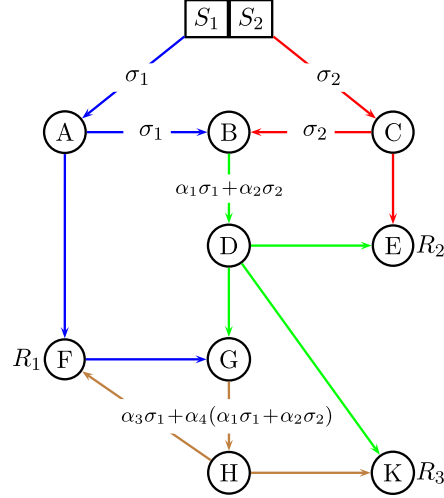 S₁ S₂
σ₁ σ₂
A σ₁ B σ₂ C
α₁σ₁+α₂σ₂
D E R₂
R₁ F G
α₃σ₁+α₄(α₁σ₁+α₂σ₂)
H K R₃